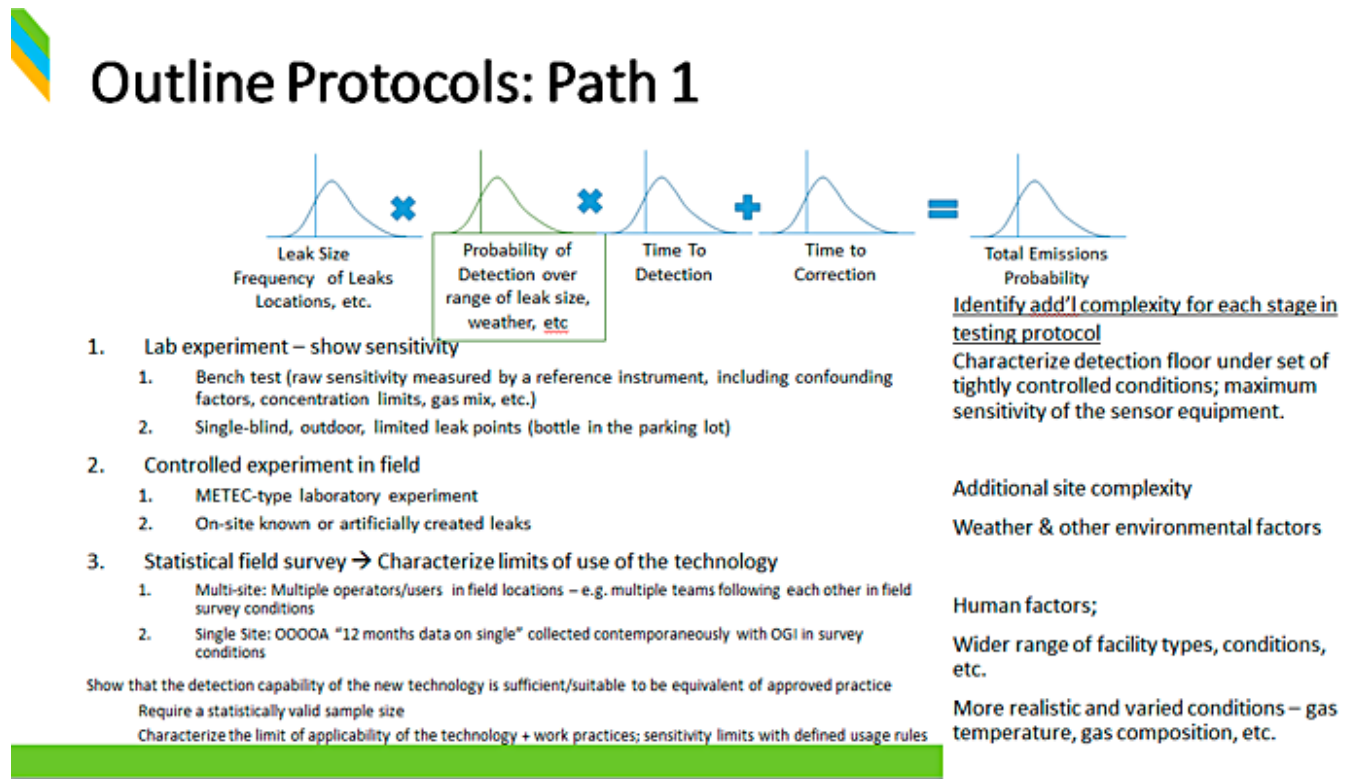 Outline Protocols: Path 1
Leak Size
Frequency of Leaks
Locations, etc.
Probability of
Detection over
range of leak size,
weather, etc
Time To
Detection
Time to
Correction
Total Emissions
Probability
1. Lab experiment – show sensitivity
1. Bench test (raw sensitivity measured by a reference instrument, including confounding
factors, concentration limits, gas mix, etc.)
2. Single-blind, outdoor, limited leak points (bottle in the parking lot)
2. Controlled experiment in field
1. METEC-type laboratory experiment
2. On-site known or artificially created leaks
3. Statistical field survey → Characterize limits of use of the technology
1. Multi-site: Multiple operators/users in field locations – e.g. multiple teams following each other in field
survey conditions
2. Single Site: OOOOA “12 months data on single” collected contemporaneously with OGI in survey
conditions
Show that the detection capability of the new technology is sufficient/suitable to be equivalent of approved practice
Require a statistically valid sample size
Characterize the limit of applicability of the technology + work practices; sensitivity limits with defined usage rules
Identify add'l complexity for each stage in
testing protocol
Characterize detection floor under set of
tightly controlled conditions; maximum
sensitivity of the sensor equipment.
Additional site complexity
Weather & other environmental factors
Human factors;
Wider range of facility types, conditions,
etc.
More realistic and varied conditions – gas
temperature, gas composition, etc.